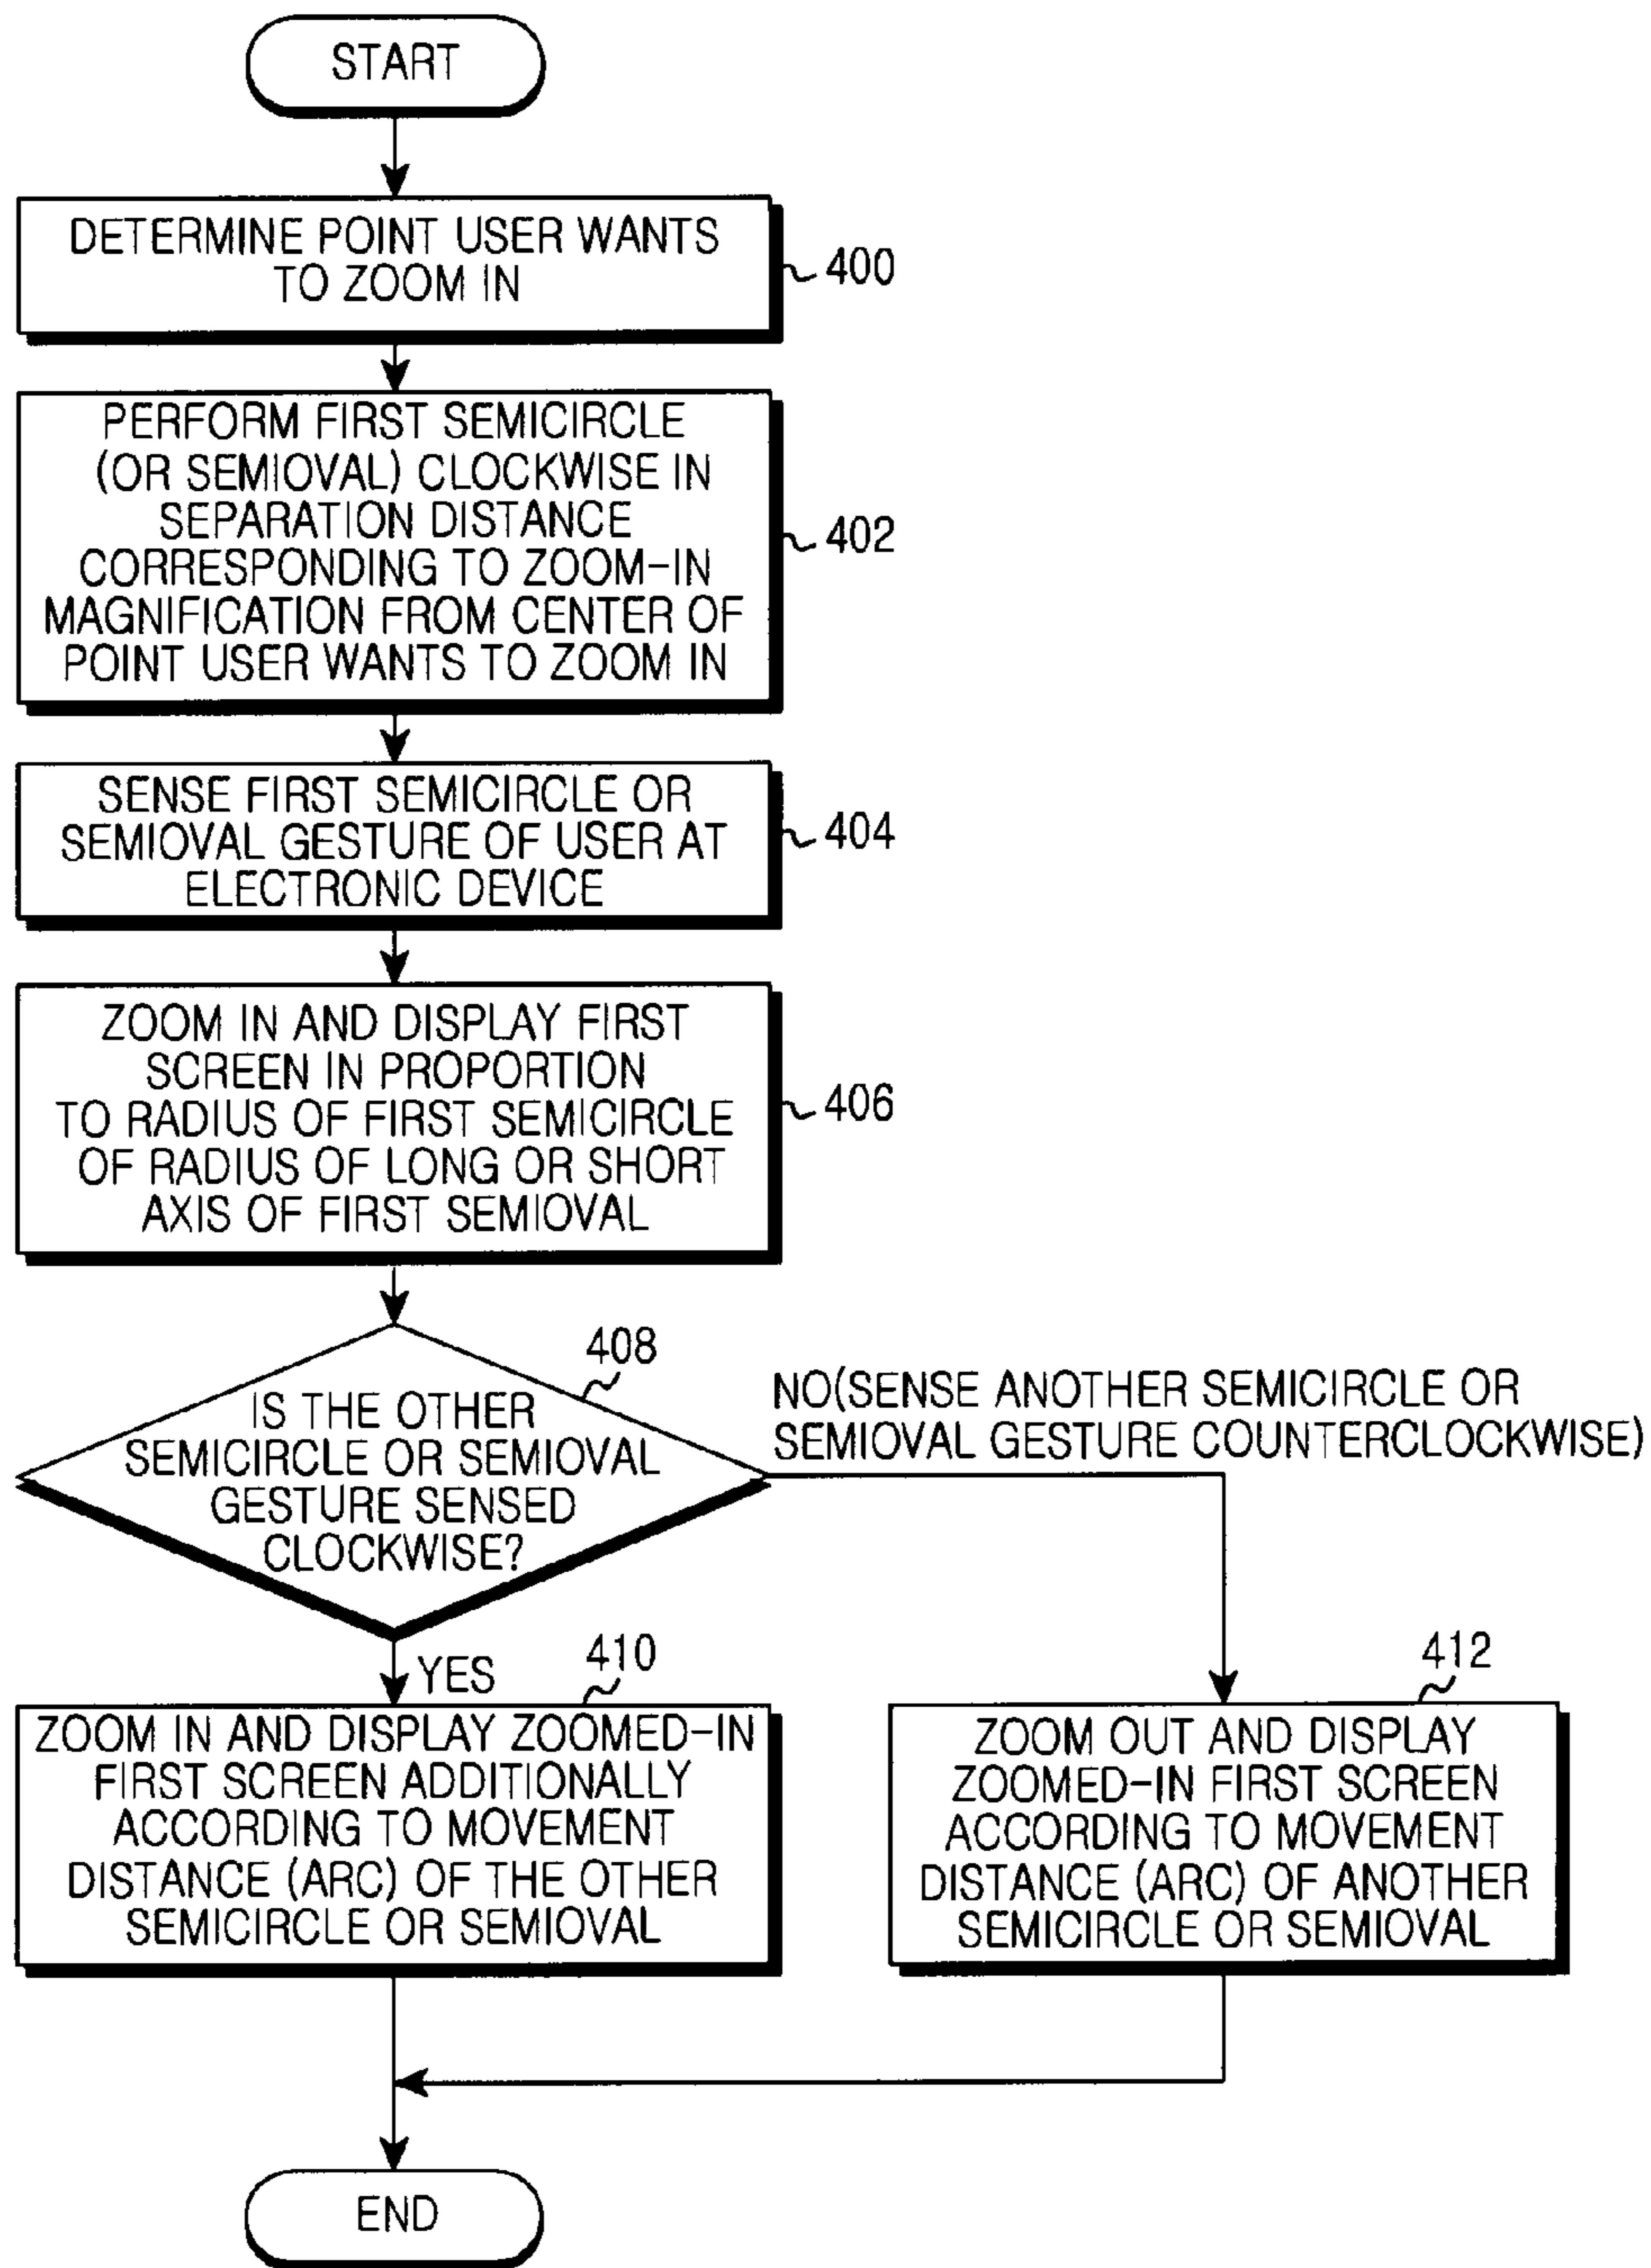 START
DETERMINE POINT USER WANTS
TO ZOOM IN
400
PERFORM FIRST SEMICIRCLE
(OR SEMIOVAL) CLOCKWISE IN
SEPARATION DISTANCE
CORRESPONDING TO ZOOM-IN
MAGNIFICATION FROM CENTER OF
POINT USER WANTS TO ZOOM IN
402
SENSE FIRST SEMICIRCLE OR
SEMIOVAL GESTURE OF USER AT
ELECTRONIC DEVICE
404
ZOOM IN AND DISPLAY FIRST
SCREEN IN PROPORTION
TO RADIUS OF FIRST SEMICIRCLE
OF RADIUS OF LONG OR SHORT
AXIS OF FIRST SEMIOVAL
406
408
IS THE OTHER
SEMICIRCLE OR SEMIOVAL
GESTURE SENSED
CLOCKWISE?
NO(SENSE ANOTHER SEMICIRCLE OR
SEMIOVAL GESTURE COUNTERCLOCKWISE)
YES
410
ZOOM IN AND DISPLAY ZOOMED-IN
FIRST SCREEN ADDITIONALLY
ACCORDING TO MOVEMENT
DISTANCE (ARC) OF THE OTHER
SEMICIRCLE OR SEMIOVAL
412
ZOOM OUT AND DISPLAY
ZOOMED-IN FIRST SCREEN
ACCORDING TO MOVEMENT
DISTANCE (ARC) OF ANOTHER
SEMICIRCLE OR SEMIOVAL
END